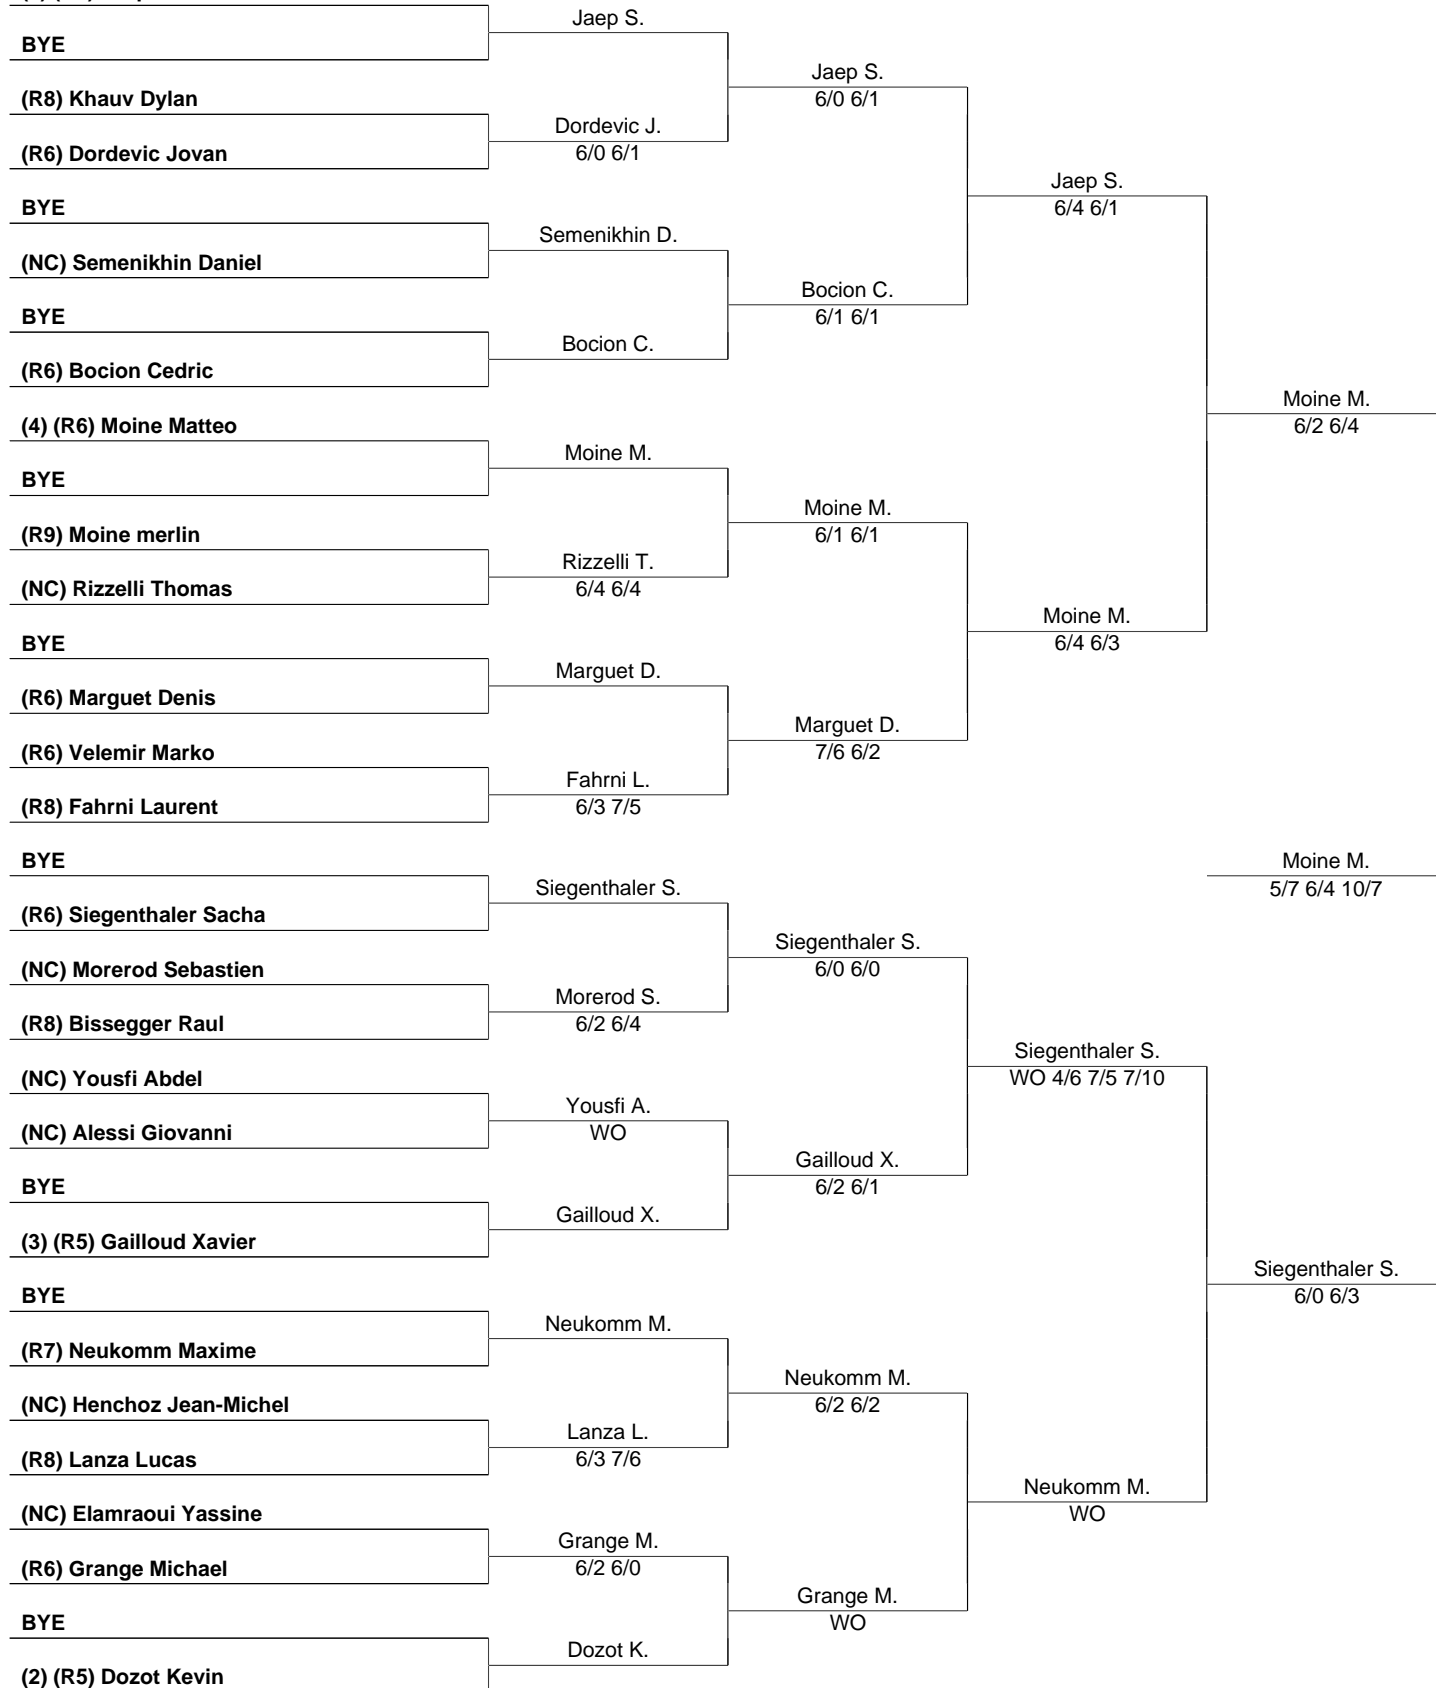 BYE
(R8) Khauv Dylan
(R6) Dordevic Jovan
BYE
(NC) Semenikhin Daniel
BYE
(R6) Bocion Cedric
(4) (R6) Moine Matteo
BYE
(R9) Moine merlin
(NC) Rizzelli Thomas
BYE
(R6) Marguet Denis
(R6) Velemir Marko
(R8) Fahrni Laurent
BYE
(R6) Siegenthaler Sacha
(NC) Morerod Sebastien
(R8) Bissegger Raul
(NC) Yousfi Abdel
(NC) Alessi Giovanni
BYE
(3) (R5) Gailloud Xavier
BYE
(R7) Neukomm Maxime
(NC) Henchoz Jean-Michel
(R8) Lanza Lucas
(NC) Elamraoui Yassine
(R6) Grange Michael
BYE
(2) (R5) Dozot Kevin
Jaep S.
Dordevic J.
6/0 6/1
Semenikhin D.
Bocion C.
Moine M.
Rizzelli T.
6/4 6/4
Marguet D.
Fahrni L.
6/3 7/5
Siegenthaler S.
Morerod S.
6/2 6/4
Yousfi A.
WO
Gailloud X.
Neukomm M.
Lanza L.
6/3 7/6
Grange M.
6/2 6/0
Dozot K.
Jaep S.
6/0 6/1
Bocion C.
6/1 6/1
Moine M.
6/1 6/1
Marguet D.
7/6 6/2
Siegenthaler S.
6/0 6/0
Gailloud X.
6/2 6/1
Neukomm M.
6/2 6/2
Grange M.
WO
Jaep S.
6/4 6/1
Moine M.
6/4 6/3
Siegenthaler S.
WO 4/6 7/5 7/10
Neukomm M.
WO
Moine M.
6/2 6/4
Moine M.
5/7 6/4 10/7
Siegenthaler S.
6/0 6/3